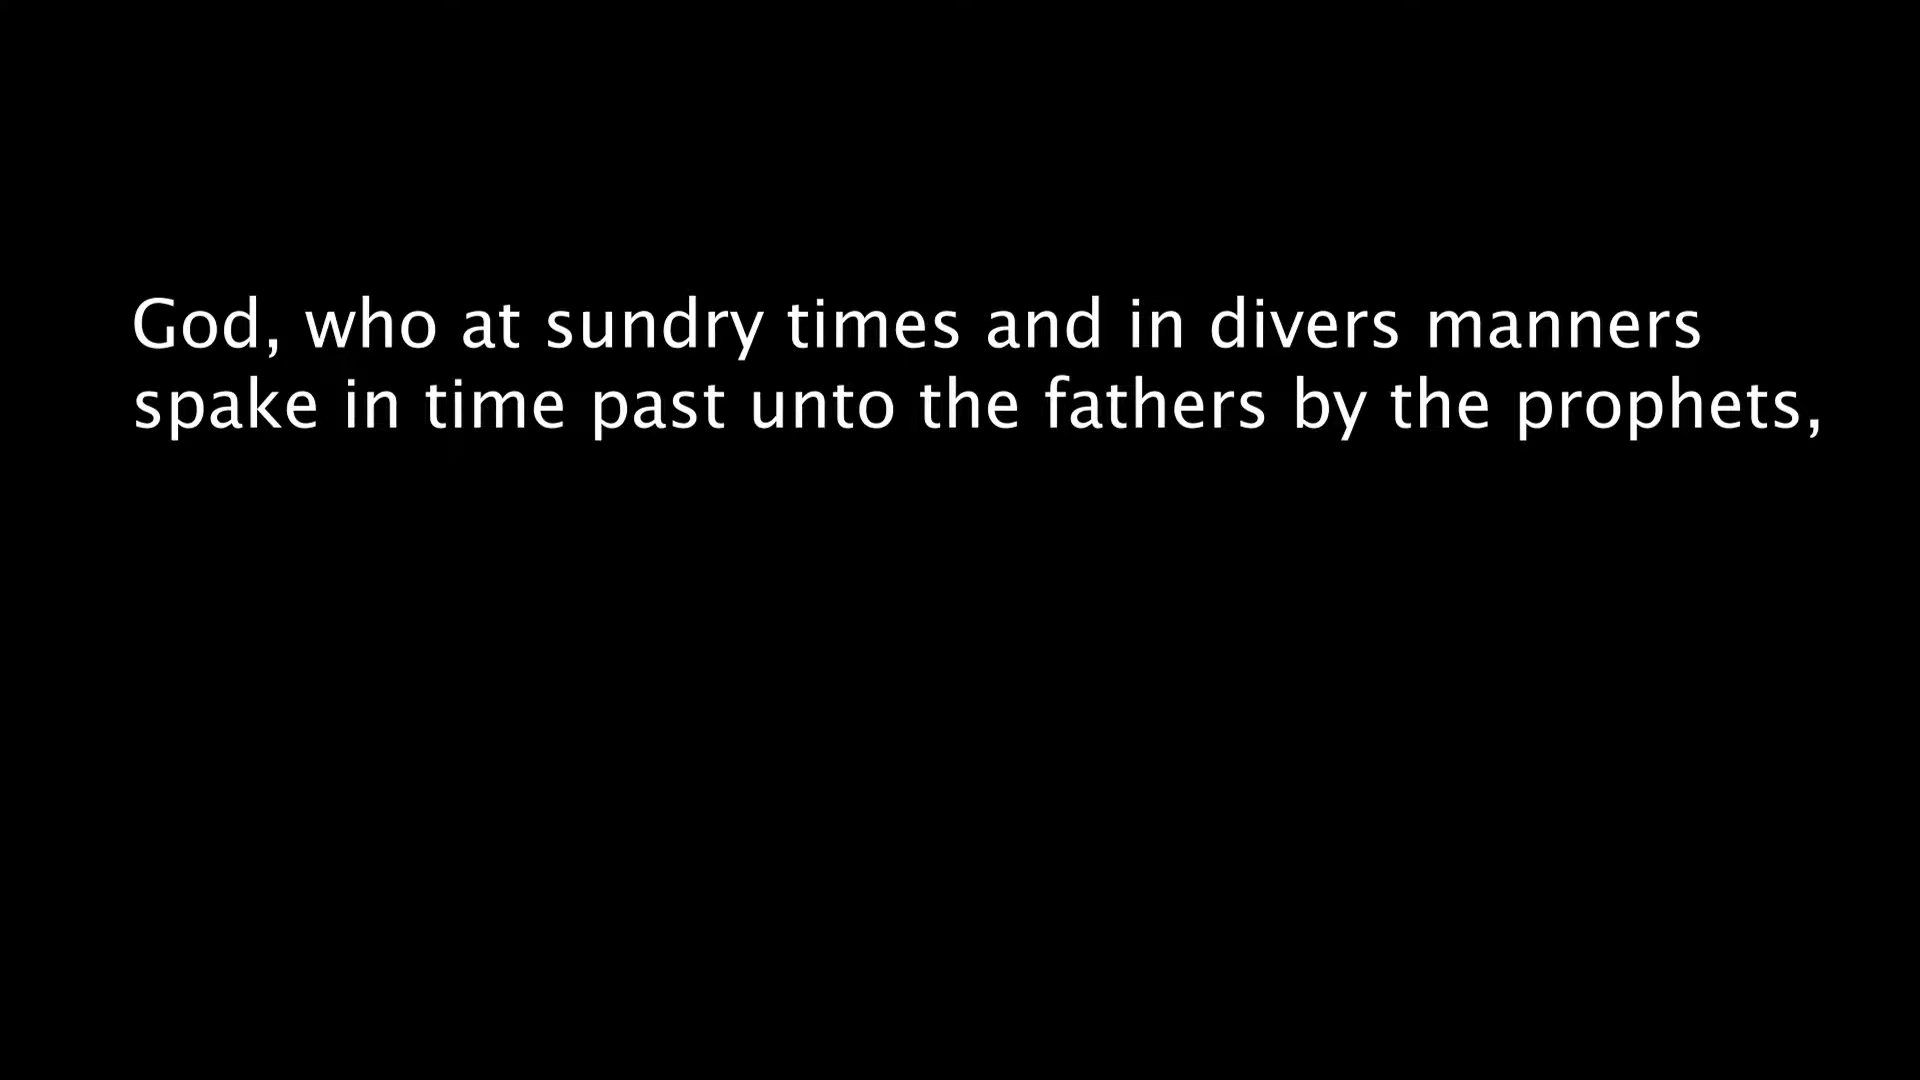 God, who at sundry times and in divers manners
spake in time past unto the fathers by the prophets,